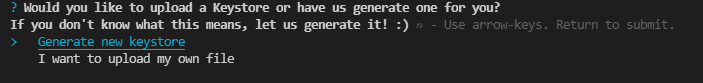 ? Would you like to upload a Keystore or have us generate one for you?
If you don't know what this means, let us generate it! :) » - Use arrow-keys. Return to submit.
> Generate new keystore
I want to upload my own file